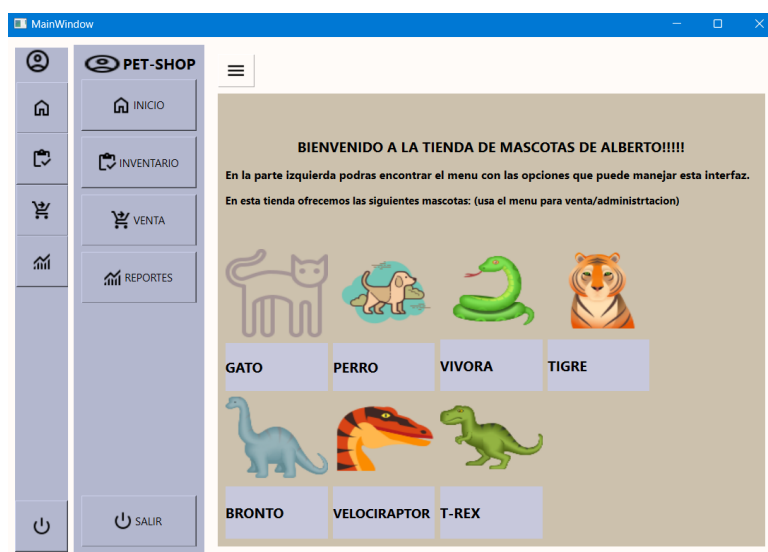 MainWindow
PET-SHOP
INICIO
INVENTARIO
VENTA
REPORTES
SALIR
BIENVENIDO A LA TIENDA DE MASCOTAS DE ALBERTO!!!!!
En la parte izquierda podras encontrar el menu con las opciones que puede manejar esta interfaz.
En esta tienda ofrecemos las siguientes mascotas: (usa el menu para venta/administrtacion)
GATO
PERRO
VIVORA
TIGRE
BRONTO
VELOCIRAPTOR
T-REX